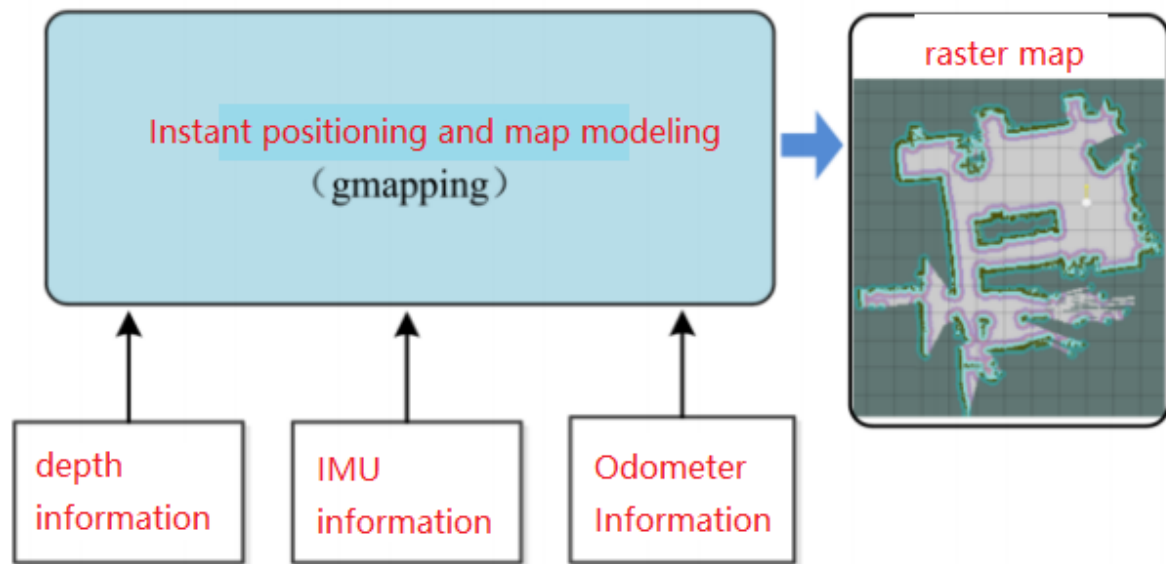 raster map
Instant positioning and map modeling
（gmapping）
depth
information
IMU
information
Odometer
Information